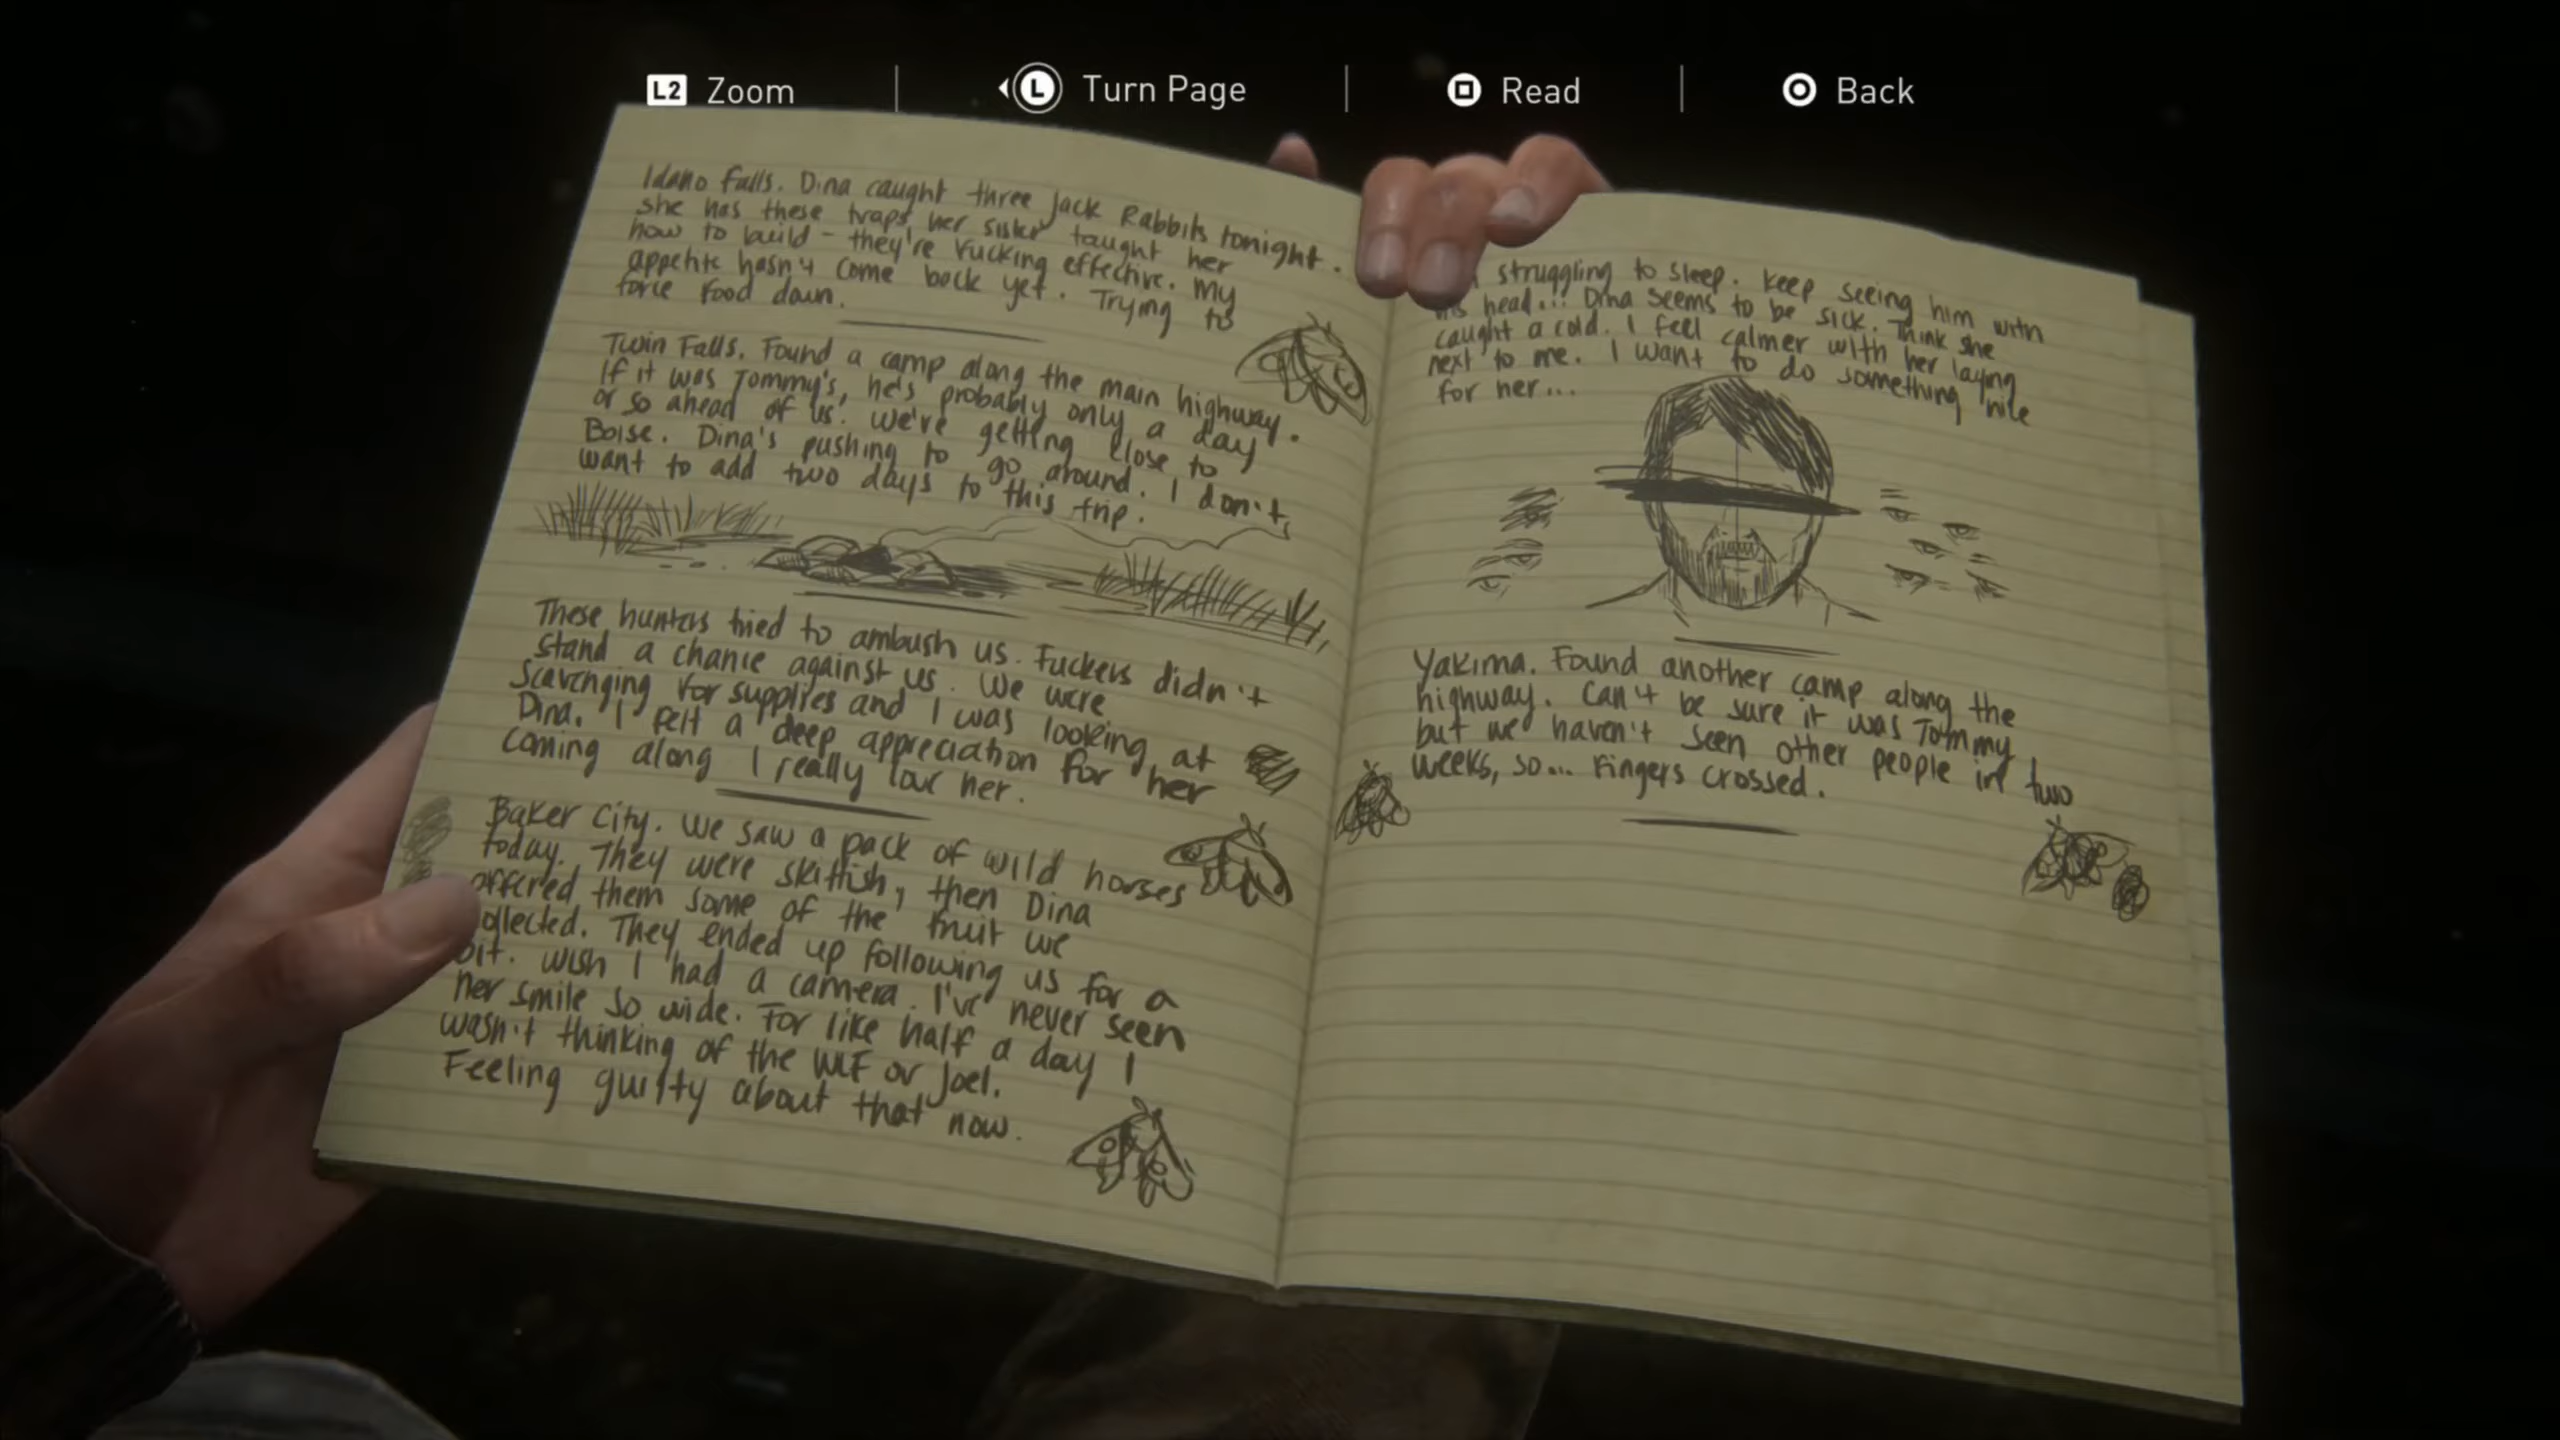 L2 Zoom
L Turn Page
Read
Back
Idaho Falls. Dina caught three Jack Rabbits tonight.
She has these traps her sister taught her
how to build - they're fucking effective. My
appetite hasn't come back yet. Trying to
force food down.
Twin Falls. Found a camp along the main highway.
If it was Tommy's, he's probably only a day
or so ahead of us. We're getting close to
Boise. Dina's pushing to go around. I don't
want to add two days to this trip.
These hunters tried to ambush us. Fuckers didn't
stand a chance against us. We were
scavenging for supplies and I was looking at
Dina. I felt a deep appreciation for her
coming along I really love her.
Baker City. We saw a pack of wild horses
today. They were skittish, then Dina
offered them some of the fruit we
collected. They ended up following us for a
bit. Wish I had a camera. I've never seen
her smile so wide. For like half a day I
wasn't thinking of the WLF or Joel.
Feeling guilty about that now.
struggling to sleep. Keep seeing him with
his head... Dina seems to be sick. Think she
caught a cold. I feel calmer with her laying
next to me. I want to do something nice
for her...
Yakima. Found another camp along the
highway. Can't be sure it was Tommy
but we haven't seen other people in two
weeks, so... Fingers crossed.